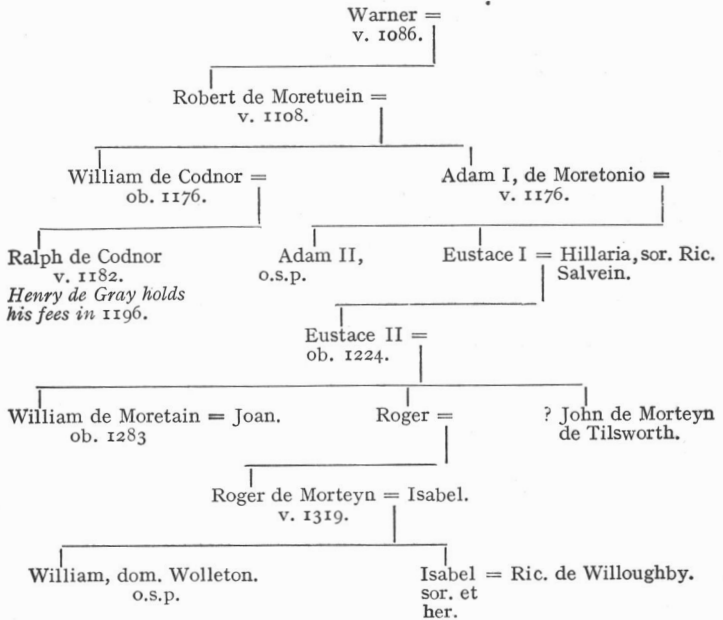 Warner =
v. 1086.
Robert de Moretuein =
v. 1108.
William de Codnor =
ob. 1176.
Adam I, de Moretonio =
v. 1176.
Ralph de Codnor
v. 1182.
Henry de Gray holds
his fees in 1196.
Adam II,
o.s.p.
Eustace I = Hillaria, sor. Ric.
Salvein.
Eustace II =
ob. 1224.
William de Moretain = Joan.
ob. 1283
Roger =
? John de Morteyn
de Tilsworth.
Roger de Morteyn = Isabel.
v. 1319.
William, dom. Wolleton.
o.s.p.
Isabel = Ric. de Willoughby.
sor. et
her.